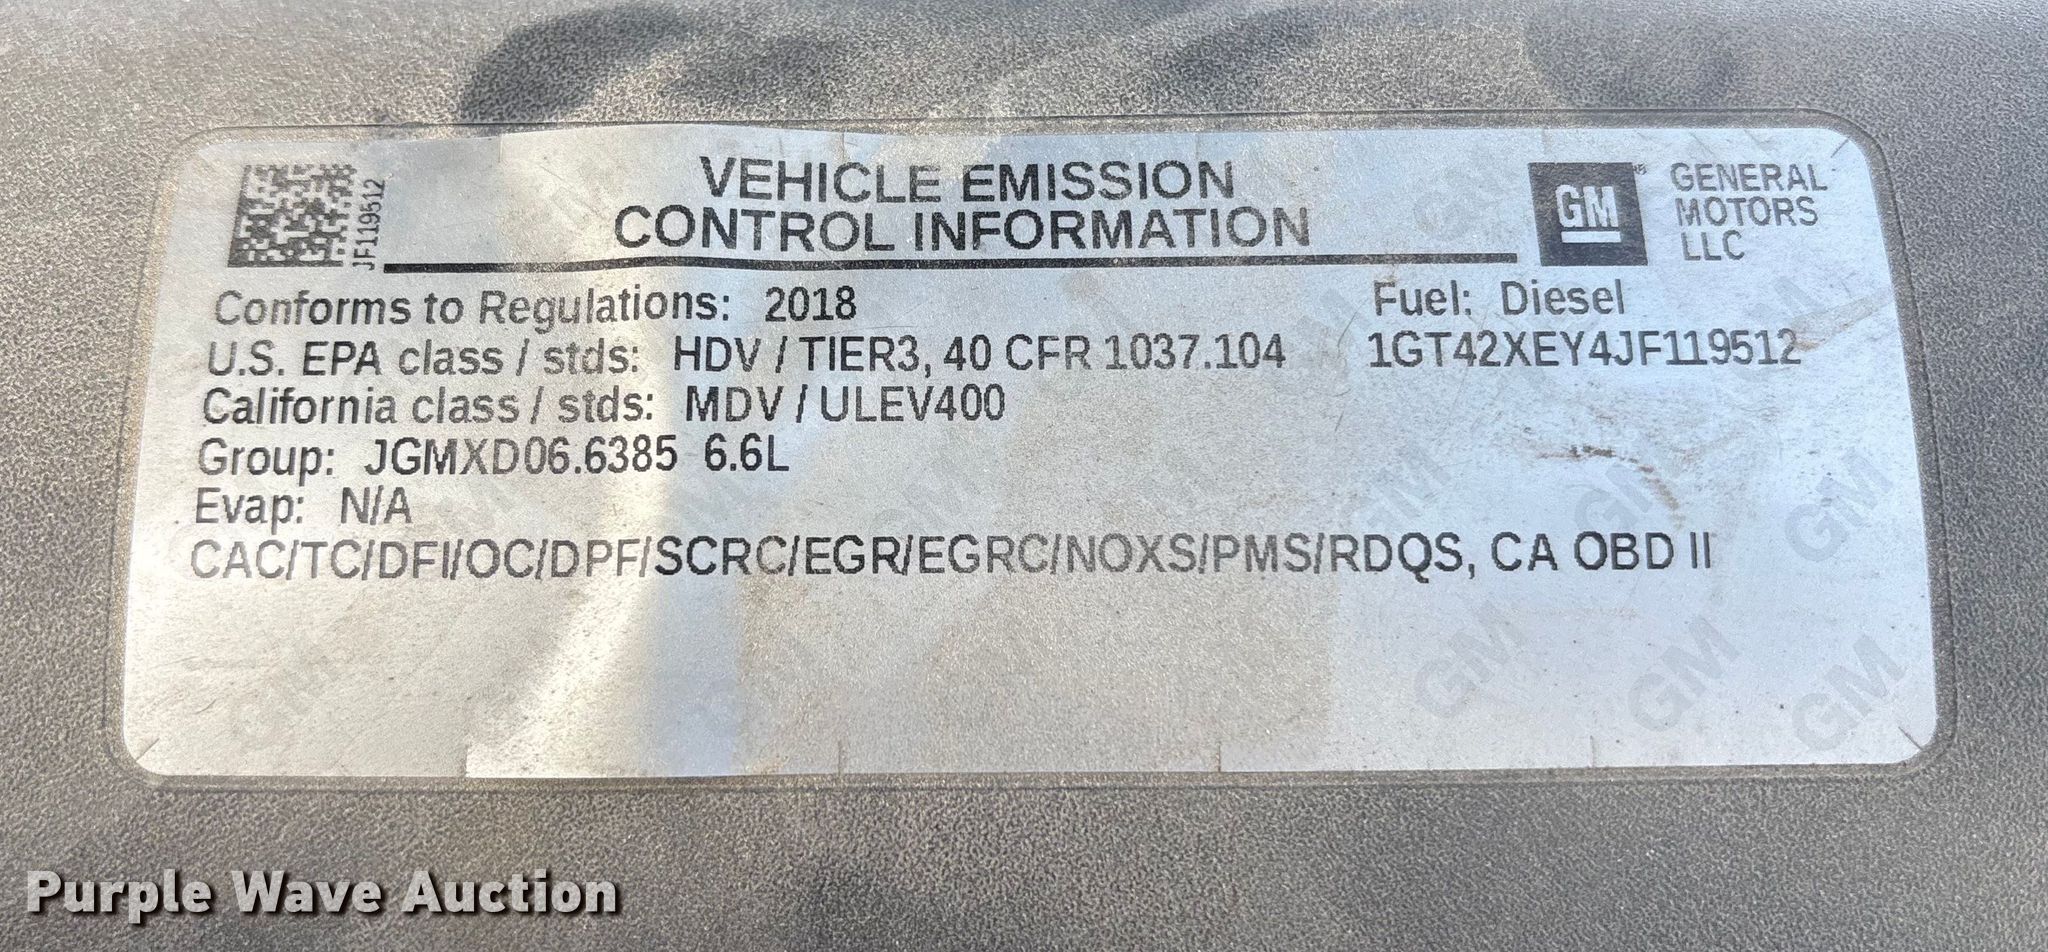 JF119512
VEHICLE EMISSION
CONTROL INFORMATION
GM®
GENERAL
MOTORS
LLC
Conforms to Regulations: 2018
Fuel: Diesel
U.S. EPA class / stds: HDV / TIER3, 40 CFR 1037.104
1GT42XEY4JF119512
California class / stds: MDV / ULEV400
Group: JGMXD06.6385 6.6L
Evap: N/A
CAC/TC/DFI/OC/DPF/SCRC/EGR/EGRC/NOXS/PMS/RDQS, CA OBD II
Purple Wave Auction